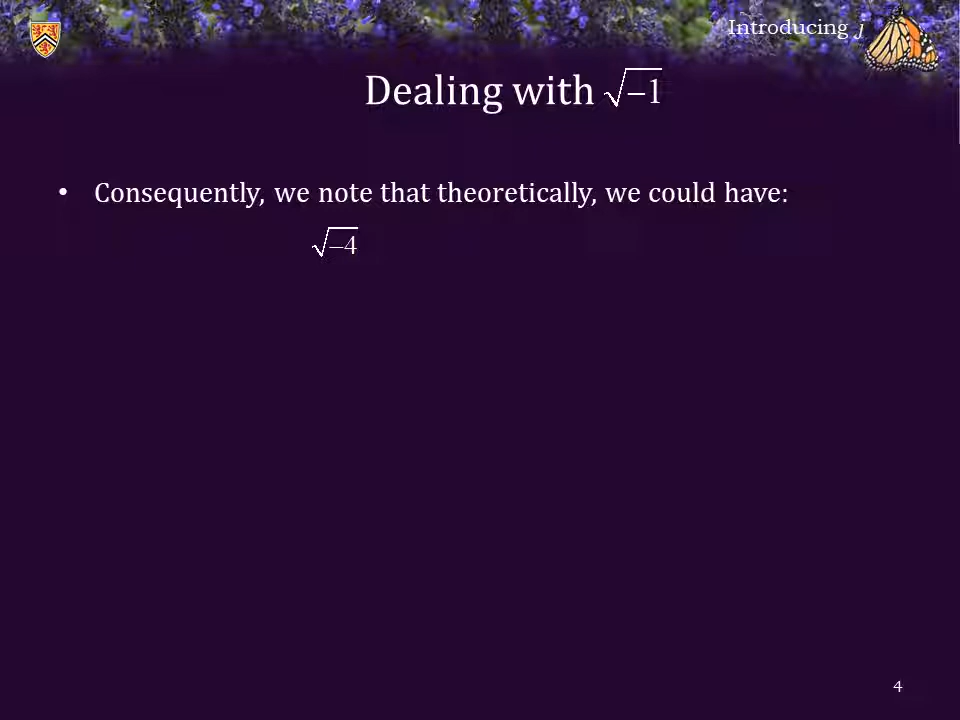 Introducing j
Dealing with √−1
• Consequently, we note that theoretically, we could have:
√−4
4